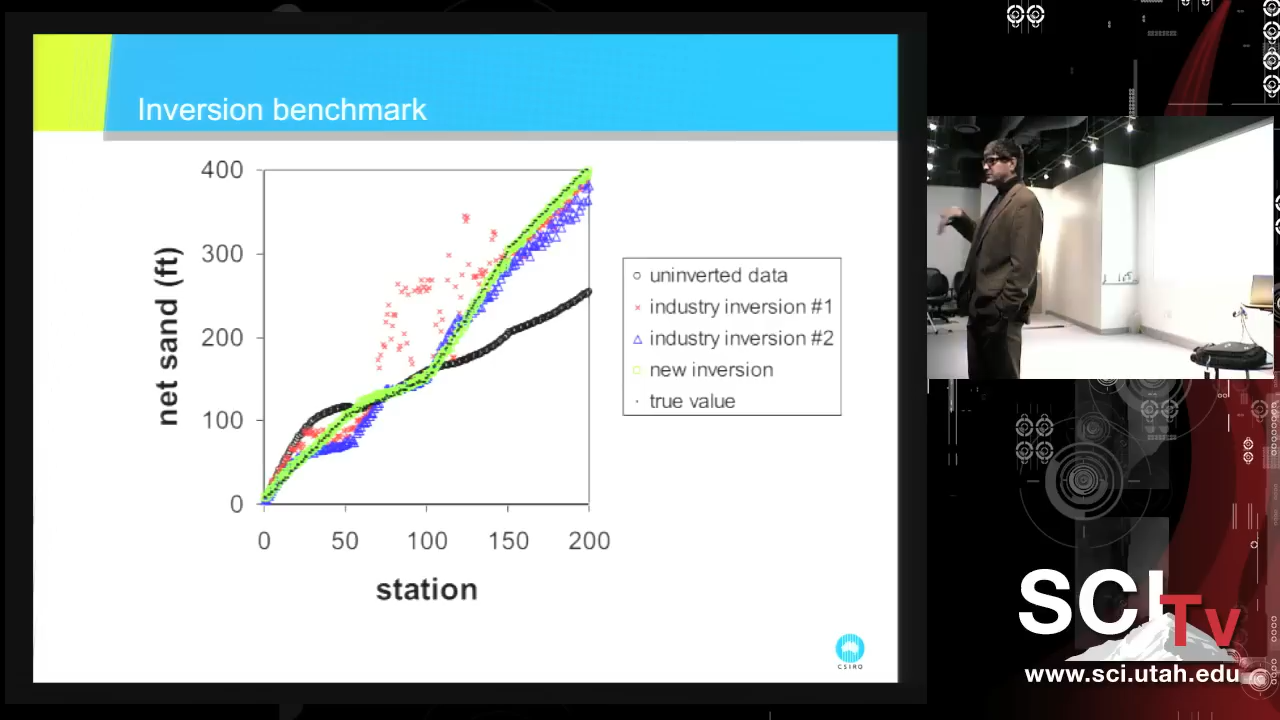 Inversion benchmark
400
300
200
100
0
net sand (ft)
0 50 100 150 200
station
uninverted data
industry inversion #1
industry inversion #2
new inversion
true value
CSIRO
SCI
Tv
www.sci.utah.edu